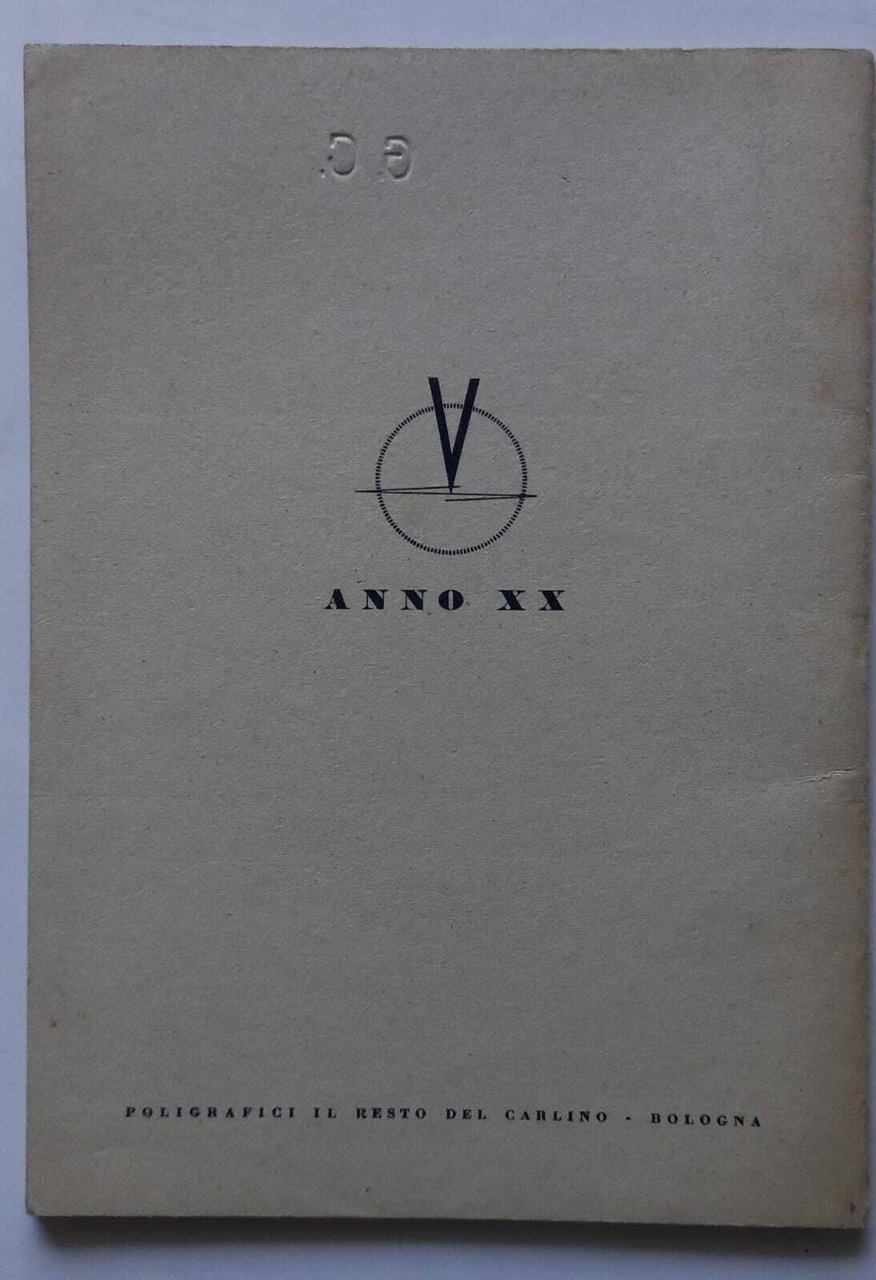 G. C.
V
ANNO XX
POLIGRAFICI IL RESTO DEL CARLINO - BOLOGNA